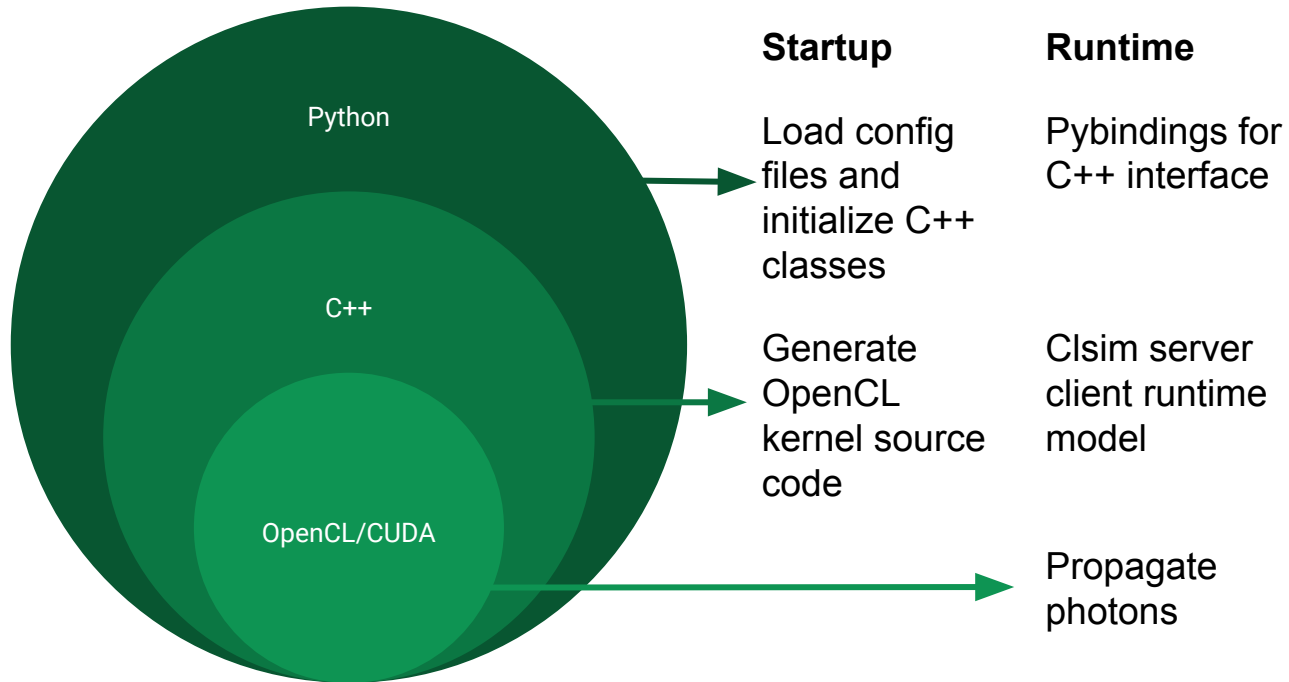 Startup
Runtime
Python
Load config
files and
initialize C++
classes
Pybindings for
C++ interface
C++
Generate
OpenCL
kernel source
code
Clsim server
client runtime
model
OpenCL/CUDA
Propagate
photons